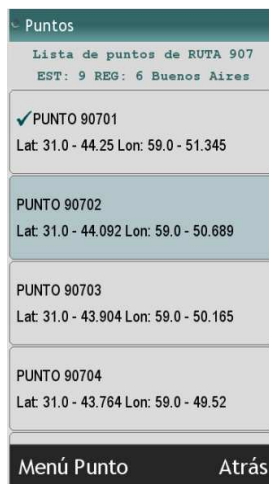 Puntos
Lista de puntos de RUTA 907
EST: 9 REG: 6 Buenos Aires
PUNTO 90701
Lat: 31.0 - 44.25 Lon: 59.0 - 51.345
PUNTO 90702
Lat: 31.0 - 44.092 Lon: 59.0 - 50.689
PUNTO 90703
Lat: 31.0 - 43.904 Lon: 59.0 - 50.165
PUNTO 90704
Lat: 31.0 - 43.764 Lon: 59.0 - 49.52
Menú Punto Atrás